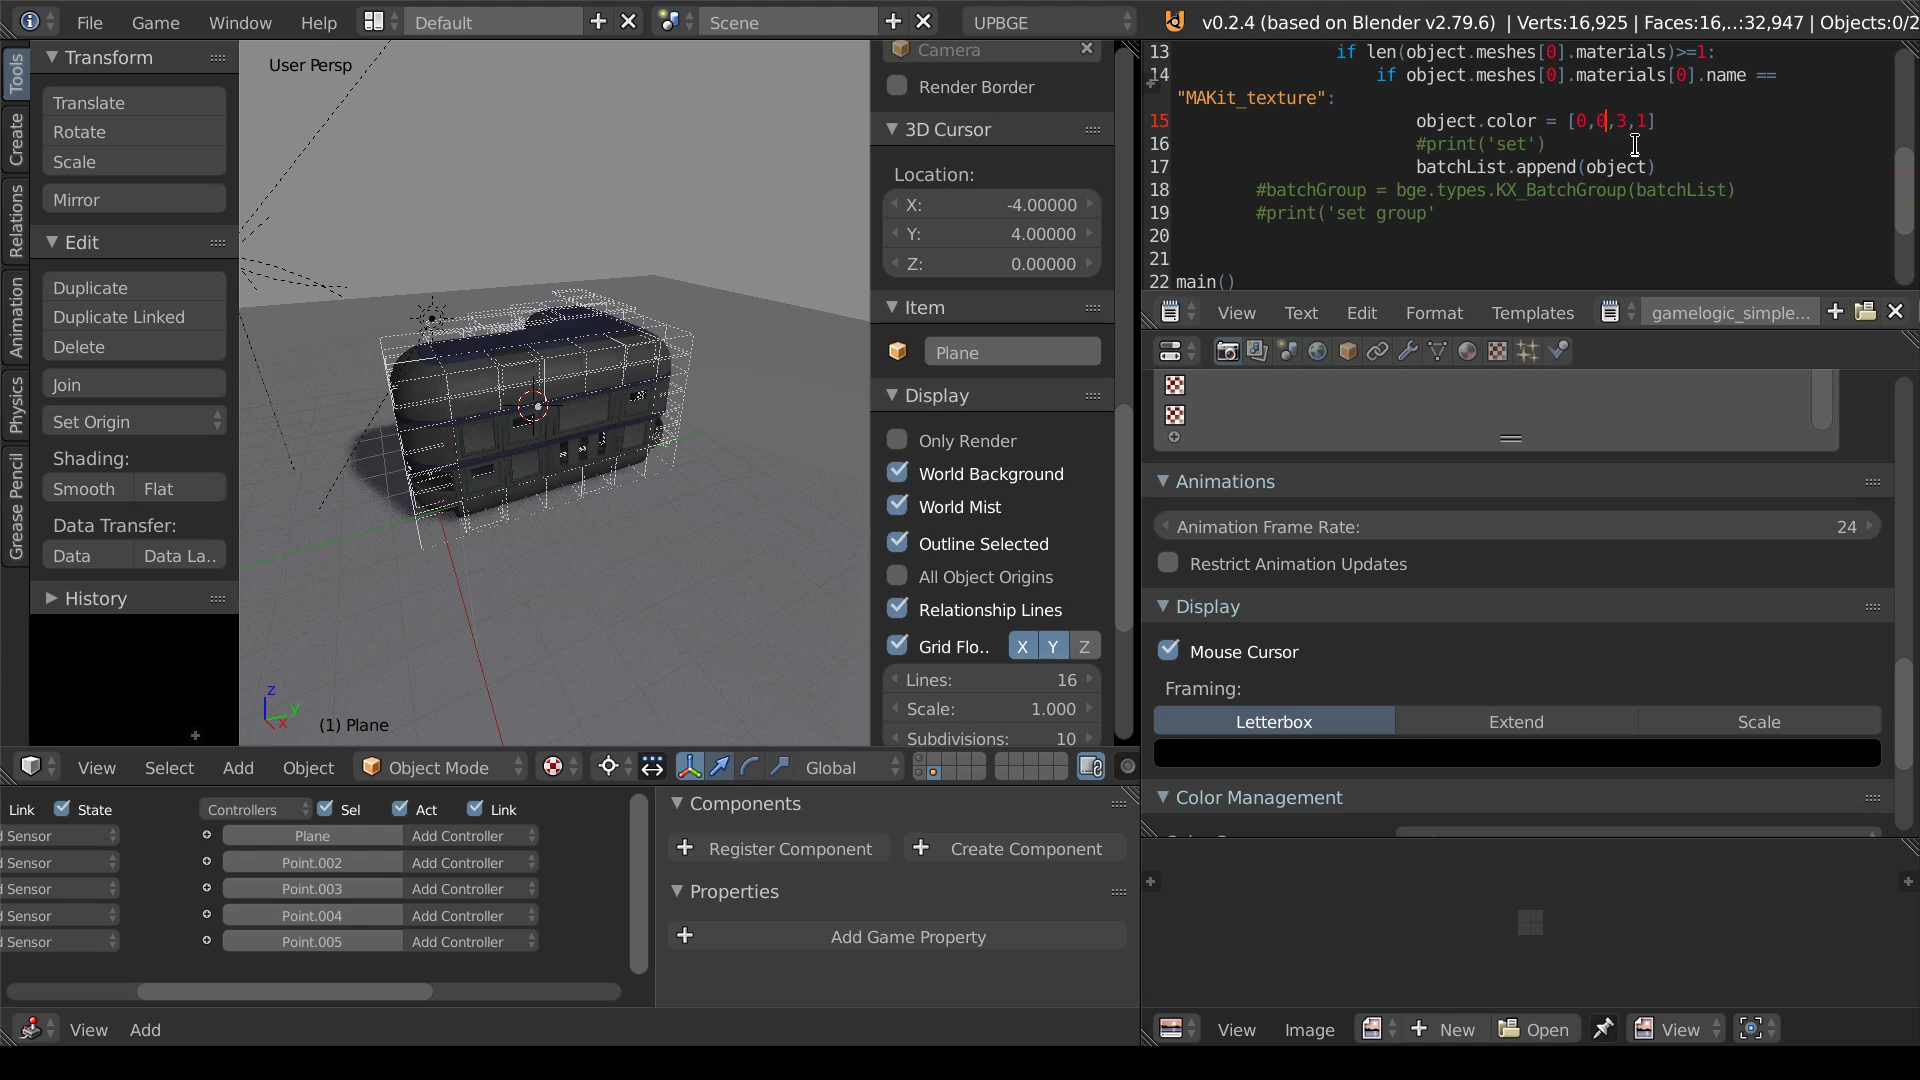 File Game Window Help Default Scene UPBGE v0.2.4 (based on Blender v2.79.6) | Verts:16,925 | Faces:16,..:32,947 | Objects:0/2
Tools
Create
Relations
Animation
Physics
Grease Pencil
Transform
Translate
Rotate
Scale
Mirror
Edit
Duplicate
Duplicate Linked
Delete
Join
Set Origin
Shading:
Smooth Flat
Data Transfer:
Data Data La..
History
User Persp
z
y
x
(1) Plane
Camera
Render Border
3D Cursor
Location:
X: -4.00000
Y: 4.00000
Z: 0.00000
Item
Plane
Display
Only Render
World Background
World Mist
Outline Selected
All Object Origins
Relationship Lines
Grid Flo.. X Y Z
Lines: 16
Scale: 1.000
Subdivisions: 10
View Select Add Object Object Mode Global
13 if len(object.meshes[0].materials)>=1:
14 if object.meshes[0].materials[0].name ==
"MAKit_texture":
15 object.color = [0,0,3,1]
16 #print('set')
17 batchList.append(object)
18 #batchGroup = bge.types.KX_BatchGroup(batchList)
19 #print('set group'
20
21
22 main()
View Text Edit Format Templates gamelogic_simple...
Animations
Animation Frame Rate: 24
Restrict Animation Updates
Display
Mouse Cursor
Framing:
Letterbox Extend Scale
Color Management
Link State Controllers Sel Act Link
d Sensor Plane Add Controller
d Sensor Point.002 Add Controller
d Sensor Point.003 Add Controller
d Sensor Point.004 Add Controller
d Sensor Point.005 Add Controller
View Add
Components
Register Component Create Component
Properties
Add Game Property
View Image New Open View